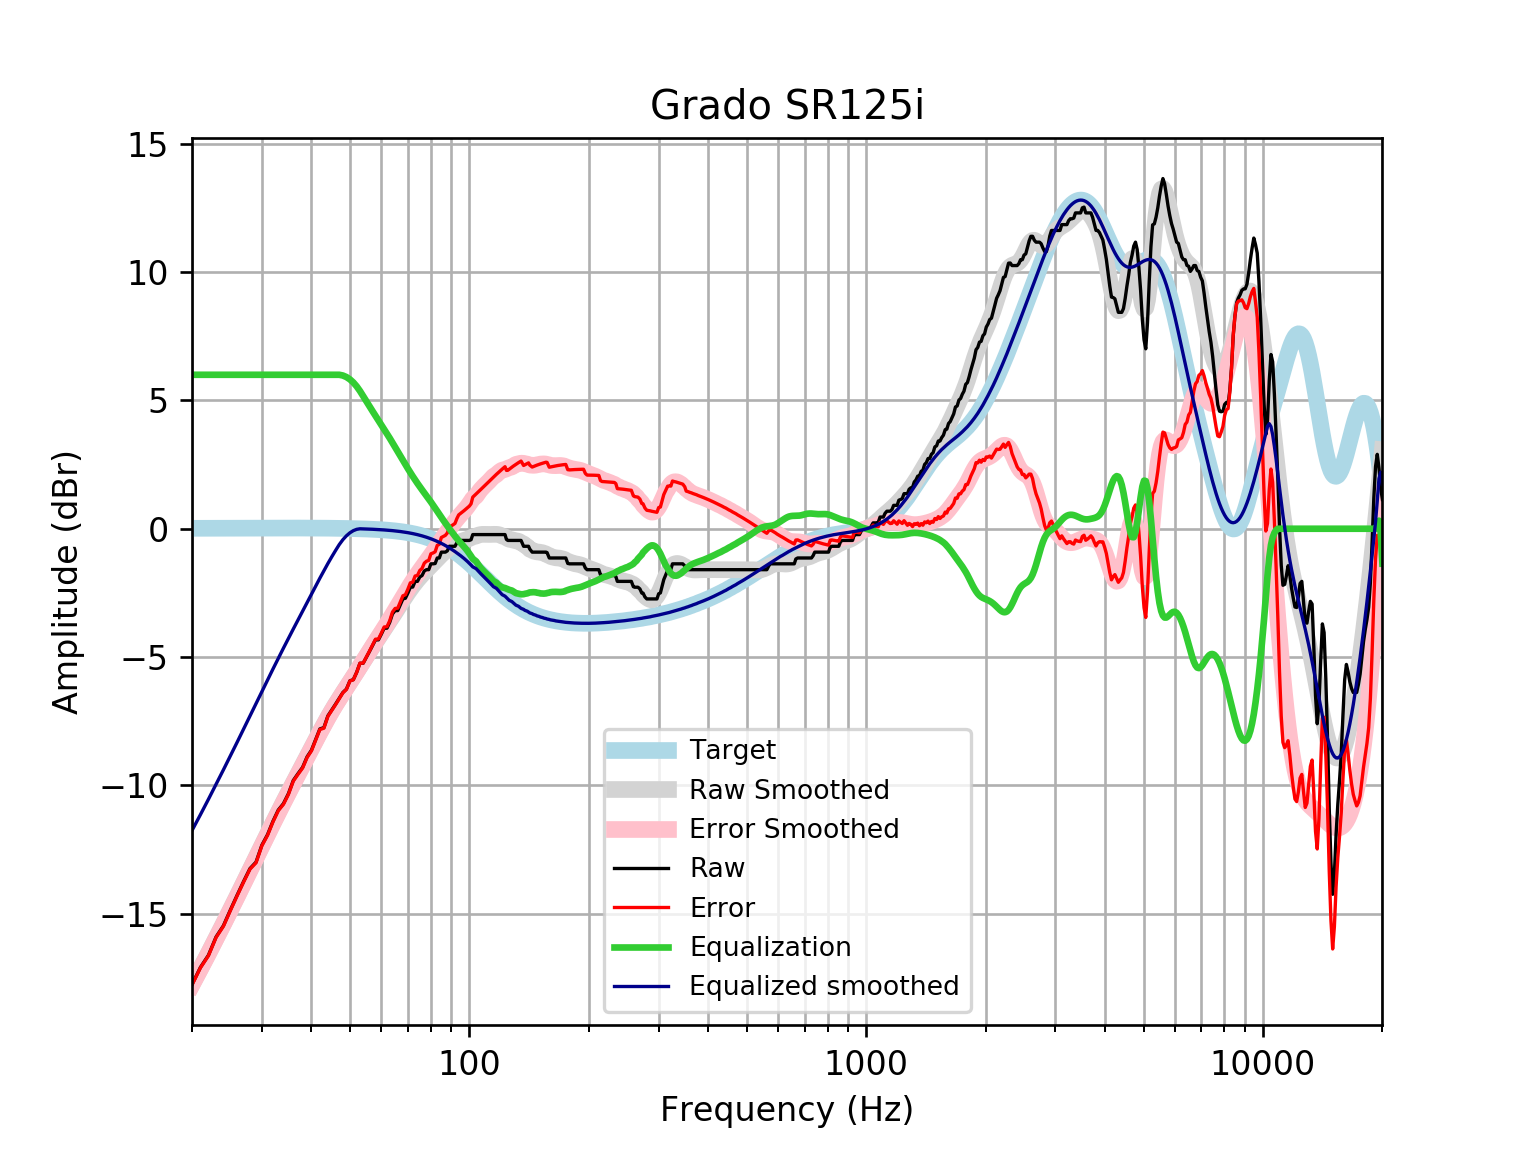 Grado SR125i
15
10
5
0
−5
−10
−15
Amplitude (dBr)
Target
Raw Smoothed
Error Smoothed
Raw
Error
Equalization
Equalized smoothed
100
1000
10000
Frequency (Hz)